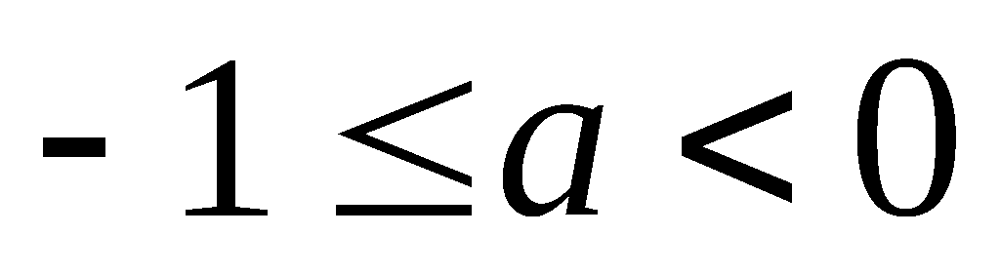 - 1 ≤ a < 0